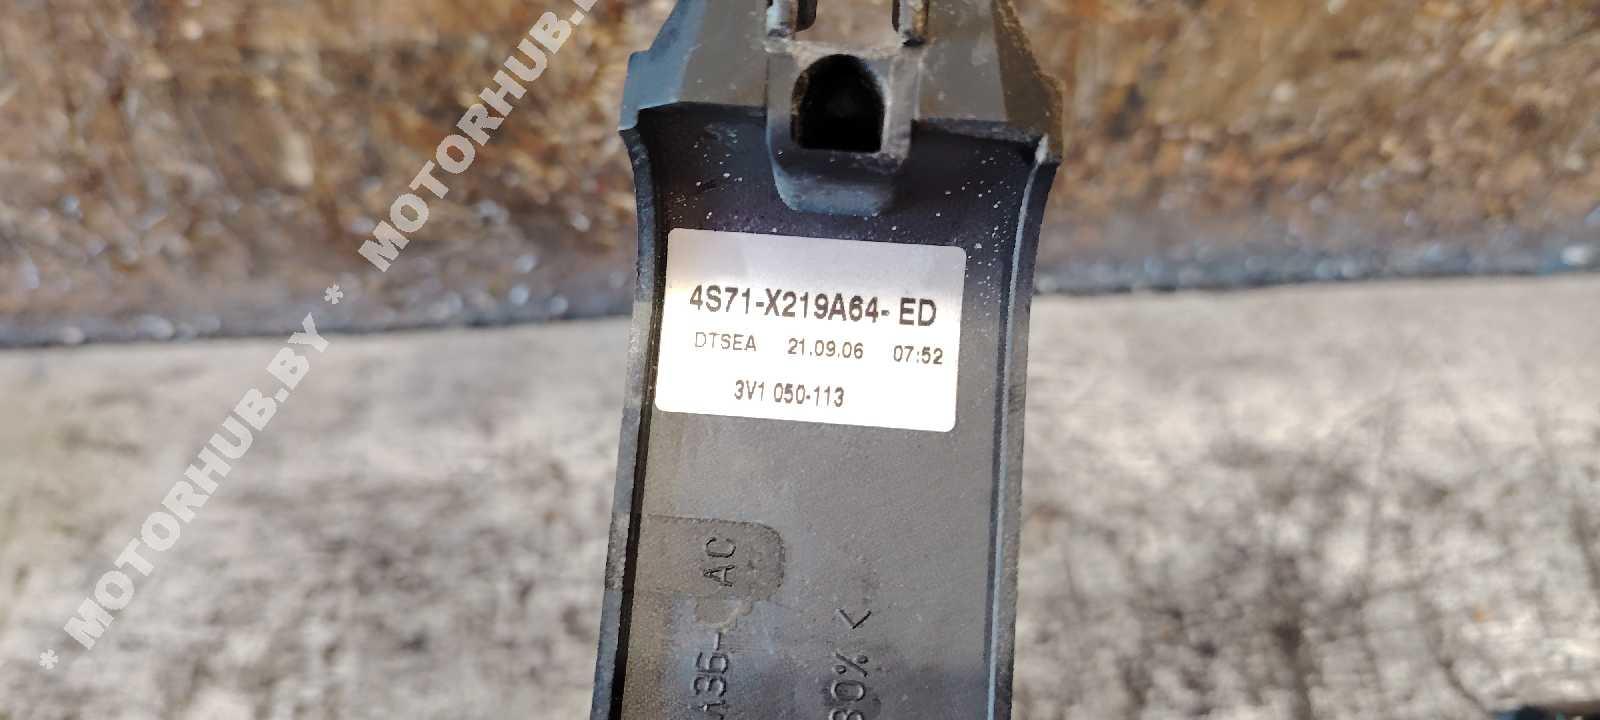 4S71-X219A64- ED
DTSEA 21.09.06 07:52
3V1 050-113
AC
* MOTORHUB.BY * MOTORHUB.